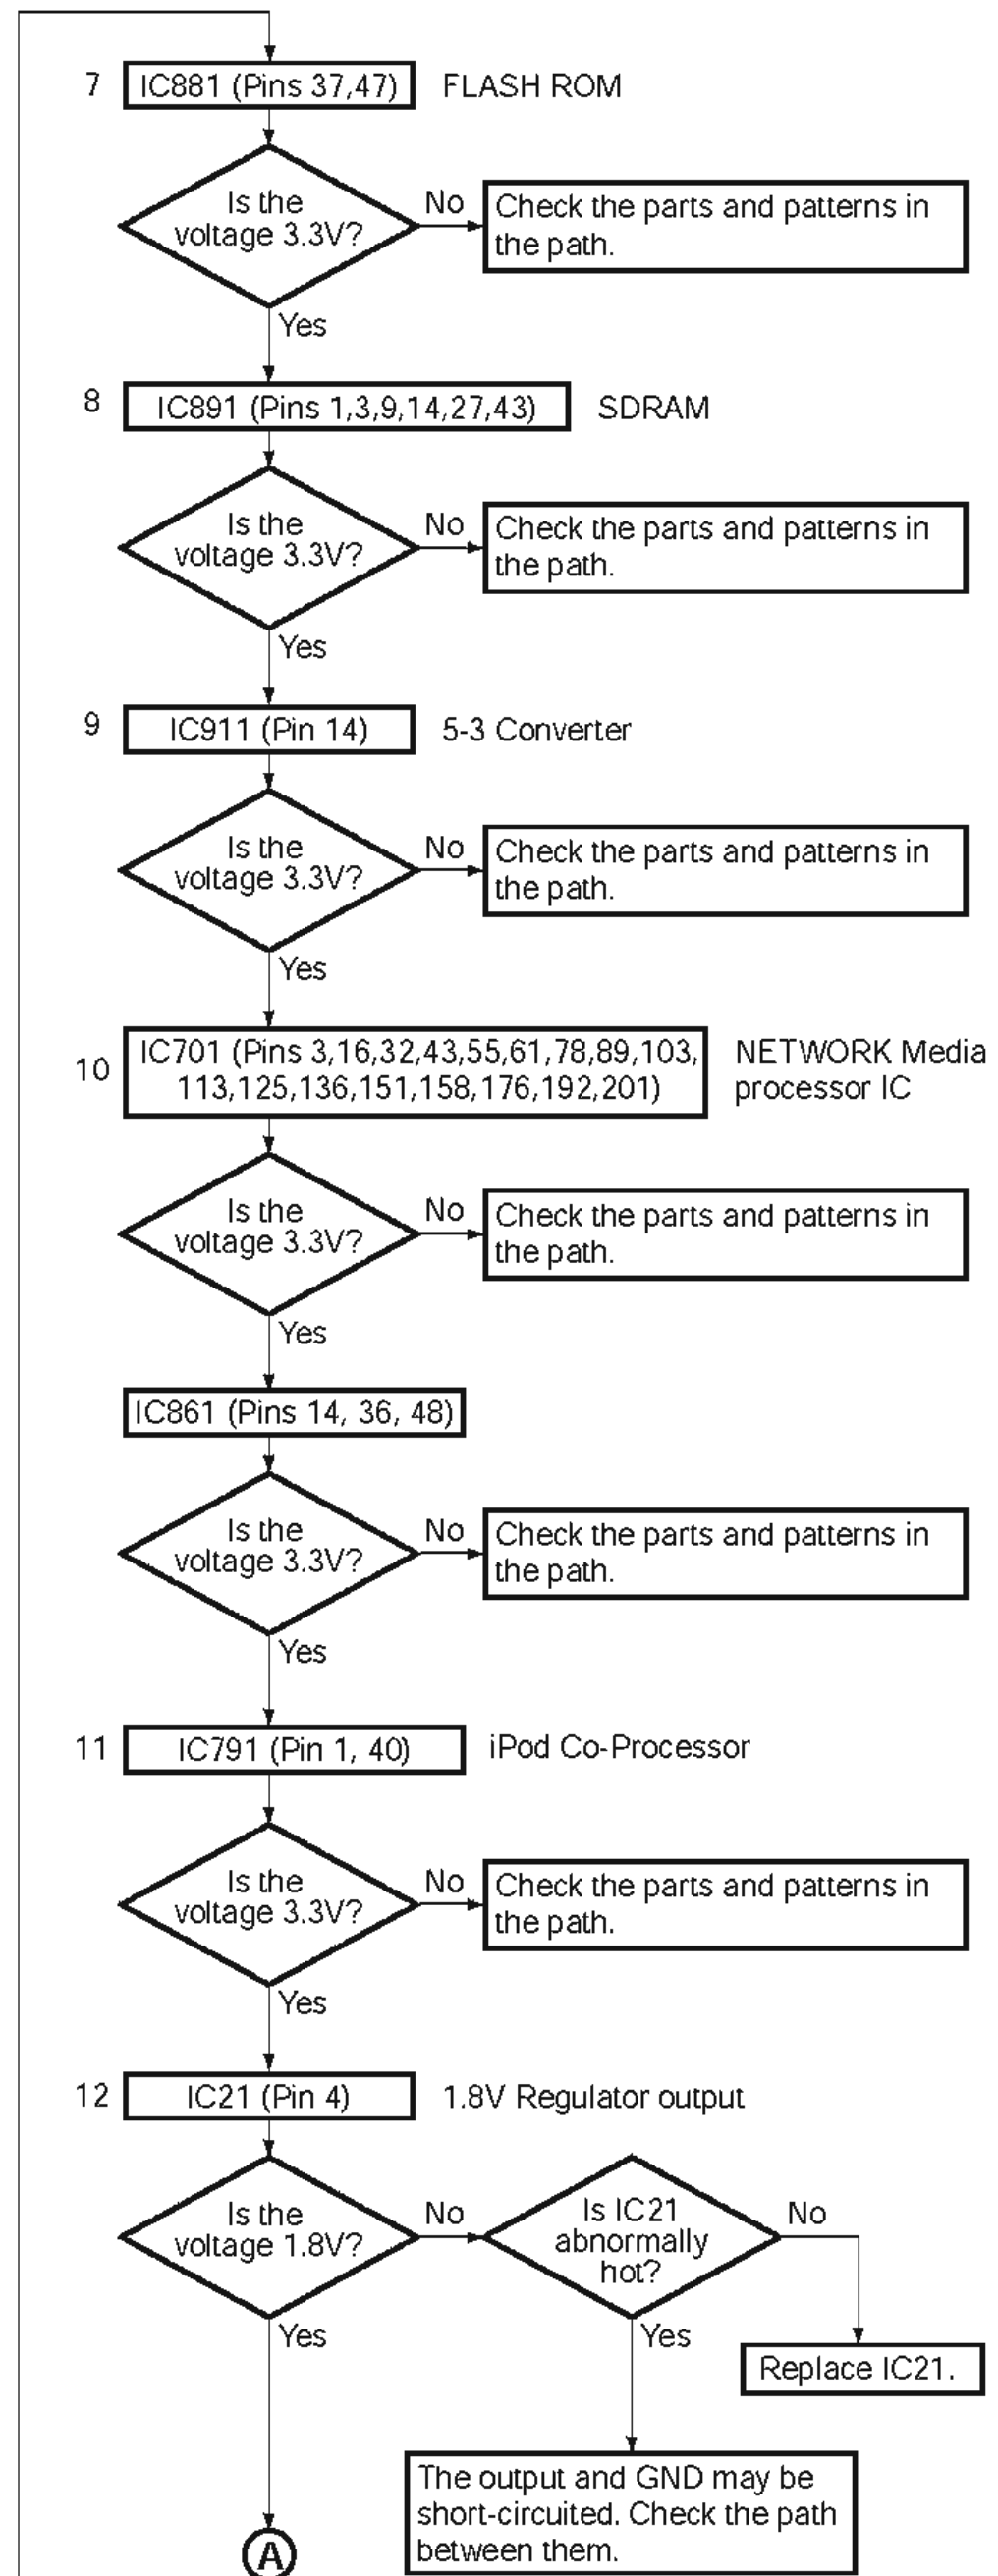 7
IC881 (Pins 37,47)
FLASH ROM
Is the
voltage 3.3V?
No
Check the parts and patterns in
the path.
Yes
8
IC891 (Pins 1,3,9,14,27,43)
SDRAM
Is the
voltage 3.3V?
No
Check the parts and patterns in
the path.
Yes
9
IC911 (Pin 14)
5-3 Converter
Is the
voltage 3.3V?
No
Check the parts and patterns in
the path.
Yes
10
IC701 (Pins 3,16,32,43,55,61,78,89,103,
113,125,136,151,158,176,192,201)
NETWORK Media
processor IC
Is the
voltage 3.3V?
No
Check the parts and patterns in
the path.
Yes
IC861 (Pins 14, 36, 48)
Is the
voltage 3.3V?
No
Check the parts and patterns in
the path.
Yes
11
IC791 (Pin 1, 40)
iPod Co-Processor
Is the
voltage 3.3V?
No
Check the parts and patterns in
the path.
Yes
12
IC21 (Pin 4)
1.8V Regulator output
Is the
voltage 1.8V?
No
Is IC21
abnormally
hot?
No
Yes
Yes
Replace IC21.
The output and GND may be
short-circuited. Check the path
between them.
A